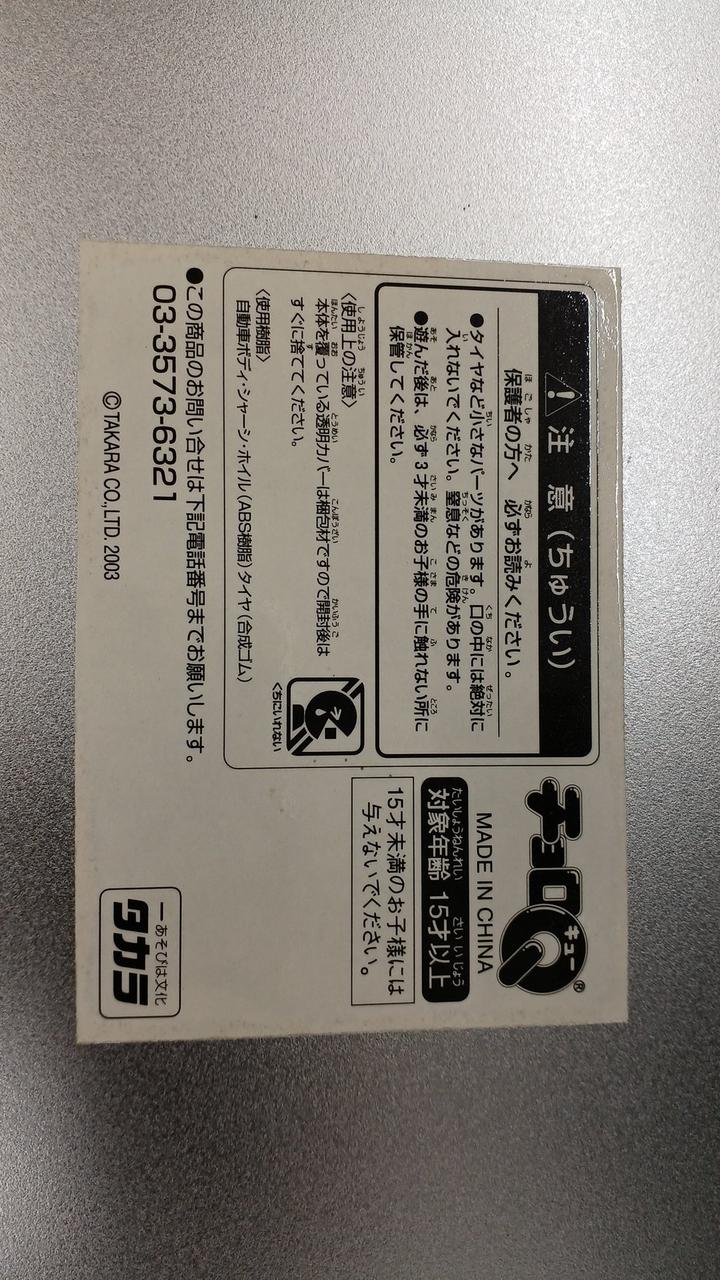 ⚠注 意(ちゅうい)
保護者の方へ 必ずお読みください。
●タイヤなど小さなパーツがあります。口の中には絶対に
入れないでください。窒息などの危険があります。
●遊んだ後は、必ず3才未満のお子様の手に触れない所に
保管してください。
〈使用上の注意〉
本体を覆っている透明カバーは梱包材ですので開封後は
すぐに捨ててください。
〈使用樹脂〉
自動車ボディ・シャーシ・ホイル(ABS樹脂)タイヤ(合成ゴム)
くちにいれない
●この商品のお問い合せは下記電話番号までお願いします。
03-3573-6321
©TAKARA CO.,LTD. 2003
チョロQ®
キュー
MADE IN CHINA
対象年齢 15才以上
15才未満のお子様には
与えないでください。
ーあそびは文化
タカラ